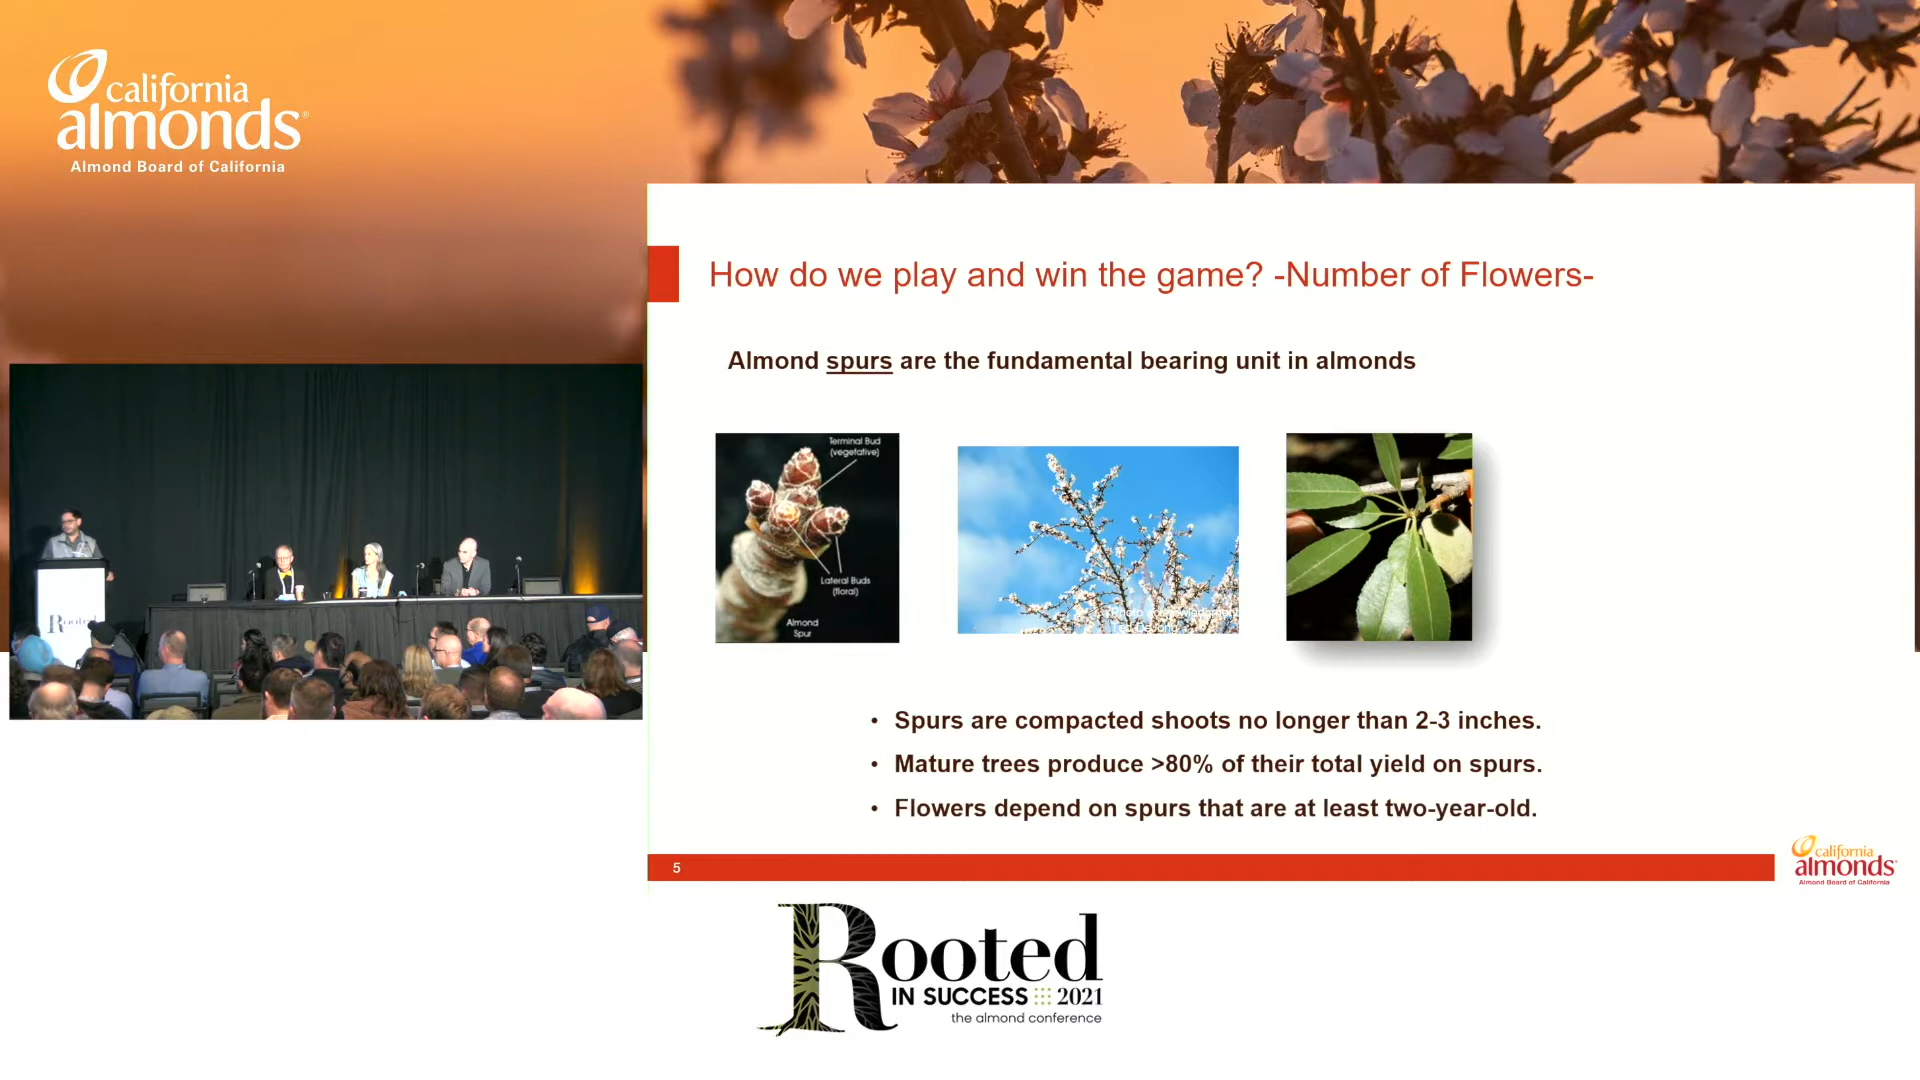 california
almonds®
Almond Board of California
How do we play and win the game? -Number of Flowers-
Almond spurs are the fundamental bearing unit in almonds
Terminal Bud
(vegetative)
Lateral Buds
(floral)
Almond
Spur
Photo
• Spurs are compacted shoots no longer than 2-3 inches.
• Mature trees produce >80% of their total yield on spurs.
• Flowers depend on spurs that are at least two-year-old.
5
california
almonds®
Almond Board of California
Rooted
Rooted
IN SUCCESS 2021
the almond conference